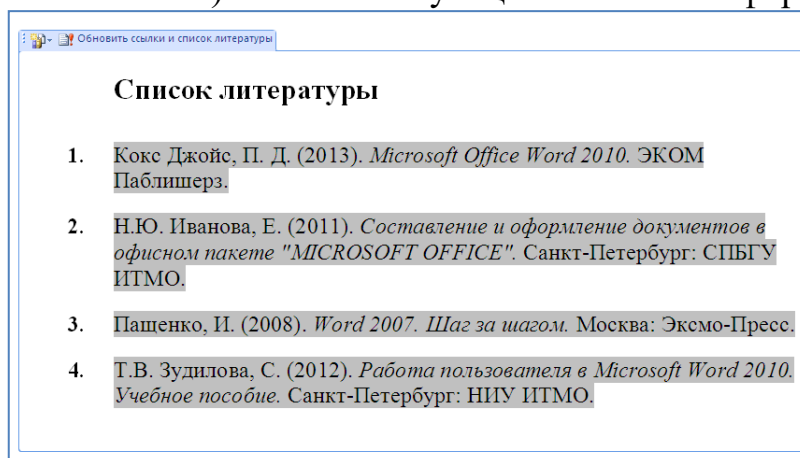 Обновить ссылки и список литературы
Список литературы
1. Кокс Джойс, П. Д. (2013). Microsoft Office Word 2010. ЭКОМ
Паблишерз.
2. Н.Ю. Иванова, Е. (2011). Составление и оформление документов в
офисном пакете "MICROSOFT OFFICE". Санкт-Петербург: СПБГУ
ИТМО.
3. Пащенко, И. (2008). Word 2007. Шаг за шагом. Москва: Эксмо-Пресс.
4. Т.В. Зудилова, С. (2012). Работа пользователя в Microsoft Word 2010.
Учебное пособие. Санкт-Петербург: НИУ ИТМО.